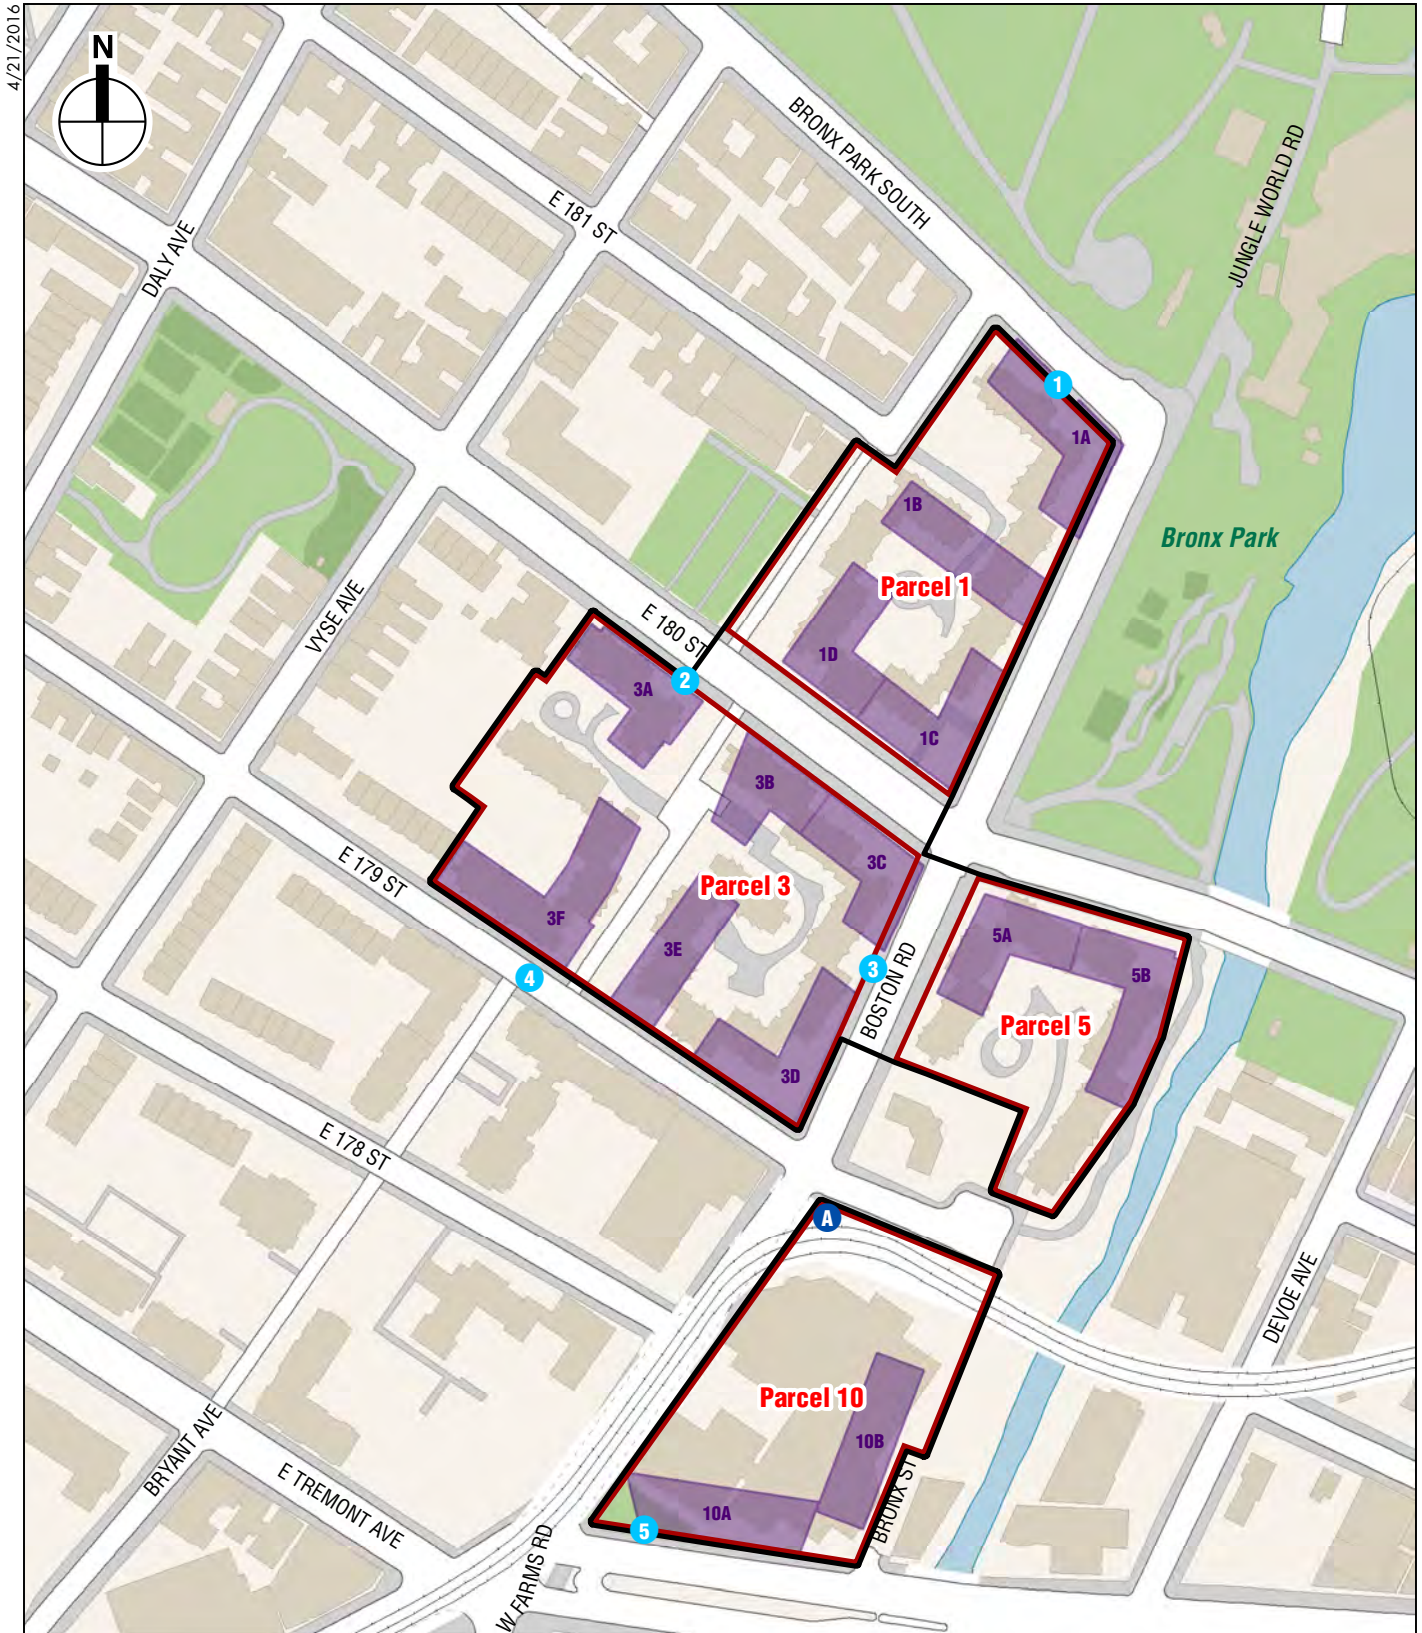 4/21/2016
N
BRONX PARK SOUTH
JUNGLE WORLD RD
E 181 ST
DALY AVE
1
1A
1B
Bronx Park
Parcel 1
VYSE AVE
E 180 ST
1D
2
3A
1C
3B
E 179 ST
3C
Parcel 3
3F
5A
3E
3
5B
4
BOSTON RD
Parcel 5
3D
E 178 ST
A
DEVOE AVE
Parcel 10
10B
BRYANT AVE
E TREMONT AVE
10A
BRONX ST
5
W FARMS RD